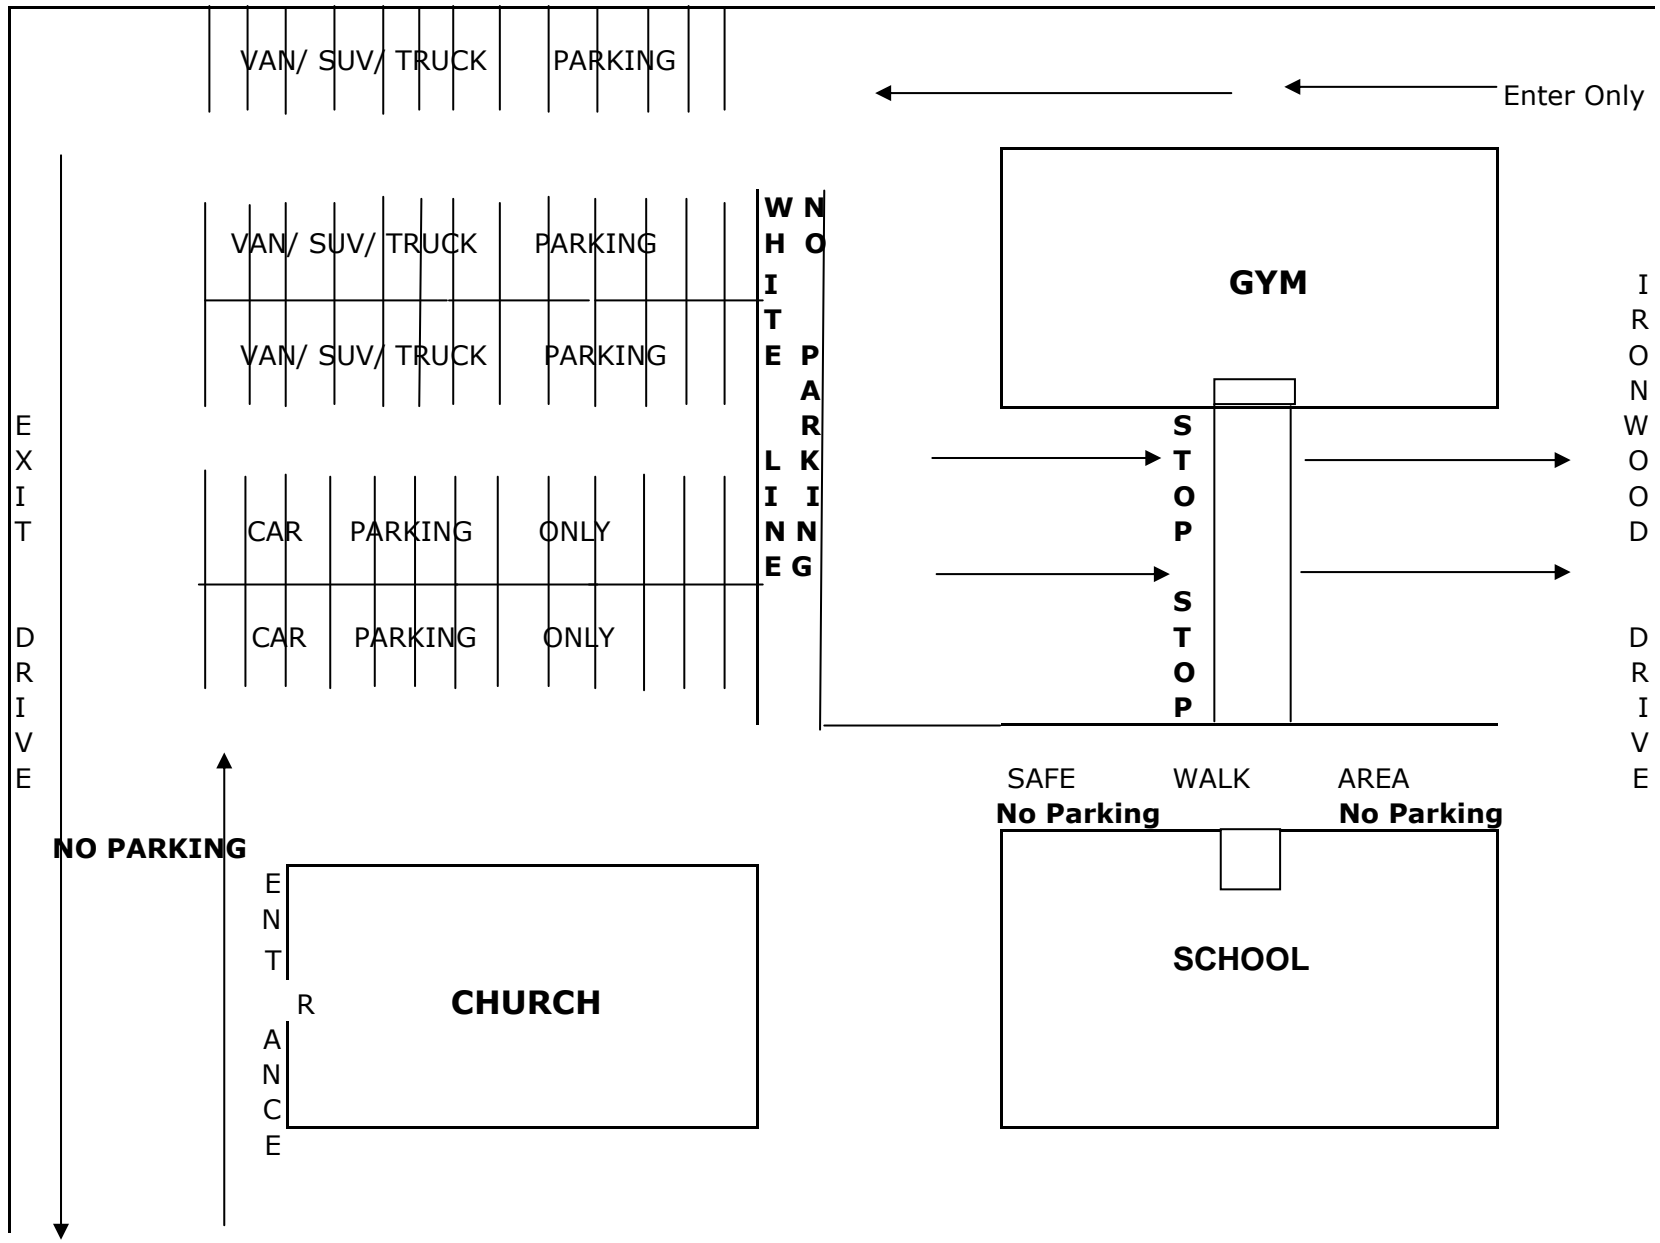 VAN/ SUV/ TRUCK PARKING
Enter Only
VAN/ SUV/ TRUCK PARKING
VAN/ SUV/ TRUCK PARKING
WHITE LINE
NO PARKING
GYM
IRONWOOD DRIVE
EXIT DRIVE
STOP
STOP
CAR PARKING ONLY
CAR PARKING ONLY
SAFE WALK AREA
No Parking No Parking
NO PARKING
ENTRANCE
CHURCH
SCHOOL